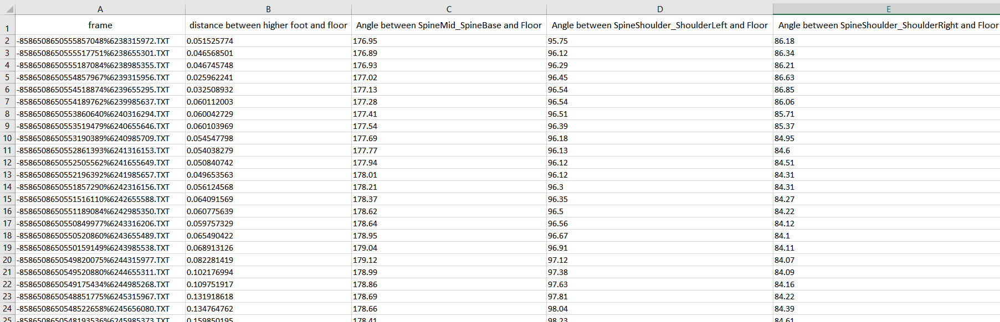 A B C D E
1 frame distance between higher foot and floor Angle between SpineMid_SpineBase and Floor Angle between SpineShoulder_ShoulderLeft and Floor Angle between SpineShoulder_ShoulderRight and Floor
2 -8586508650555857048%6238315972.TXT 0.051525774 176.95 95.75 86.18
3 -8586508650555517751%6238655301.TXT 0.046568501 176.89 96.12 86.34
4 -8586508650555187084%6238985355.TXT 0.046745748 176.93 96.29 86.21
5 -8586508650554857967%6239315956.TXT 0.025962241 177.02 96.45 86.63
6 -8586508650554518874%6239655295.TXT 0.032508932 177.13 96.54 86.85
7 -8586508650554189762%6239985637.TXT 0.060112003 177.28 96.54 86.06
8 -8586508650553860640%6240316294.TXT 0.060042729 177.41 96.51 85.71
9 -8586508650553519479%6240655646.TXT 0.060103969 177.54 96.39 85.37
10 -8586508650553190389%6240985709.TXT 0.054547798 177.69 96.18 84.95
11 -8586508650552861393%6241316153.TXT 0.054038279 177.77 96.13 84.6
12 -8586508650552505562%6241655649.TXT 0.050840742 177.94 96.12 84.51
13 -8586508650552196392%6241985657.TXT 0.049653563 178.01 96.12 84.31
14 -8586508650551857290%6242316156.TXT 0.056124568 178.21 96.3 84.31
15 -8586508650551516110%6242655588.TXT 0.064091569 178.37 96.35 84.27
16 -8586508650551189084%6242985350.TXT 0.060775639 178.62 96.5 84.22
17 -8586508650550849977%6243316206.TXT 0.059757329 178.64 96.56 84.12
18 -8586508650550520860%6243655489.TXT 0.065490422 178.95 96.67 84.1
19 -8586508650550159149%6243985538.TXT 0.068913126 179.04 96.91 84.11
20 -8586508650549820075%6244315977.TXT 0.082281419 179.12 97.12 84.07
21 -8586508650549520880%6244655311.TXT 0.102176994 178.99 97.38 84.09
22 -8586508650549175434%6244985268.TXT 0.109751917 178.86 97.63 84.16
23 -8586508650548851775%6245315967.TXT 0.131918618 178.69 97.81 84.22
24 -8586508650548522658%6245656080.TXT 0.134764762 178.66 98.04 84.39
25 -8586508650548193536%6245985373.TXT 0.159850195 178.41 98.23 84.61